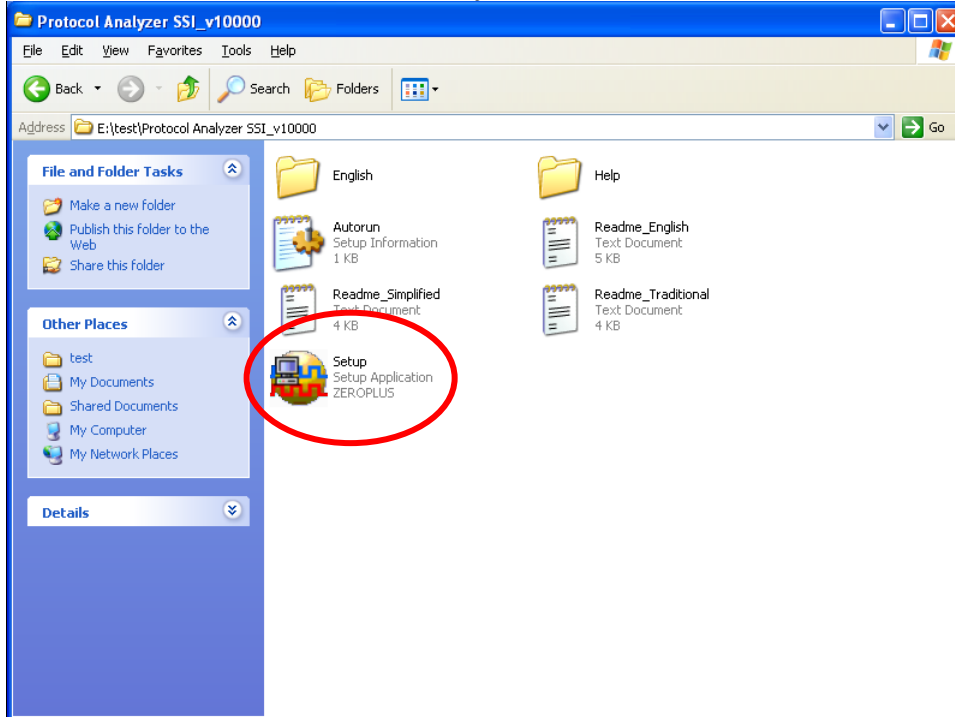 Protocol Analyzer SSI_v10000
File Edit View Favorites Tools Help
Back Search Folders
Address E:\test\Protocol Analyzer SSI_v10000 Go
File and Folder Tasks
Make a new folder
Publish this folder to the
Web
Share this folder
Other Places
test
My Documents
Shared Documents
My Computer
My Network Places
Details
English
Help
Autorun
Setup Information
1 KB
Readme_English
Text Document
5 KB
Readme_Simplified
Text Document
4 KB
Readme_Traditional
Text Document
4 KB
Setup
Setup Application
ZEROPLUS